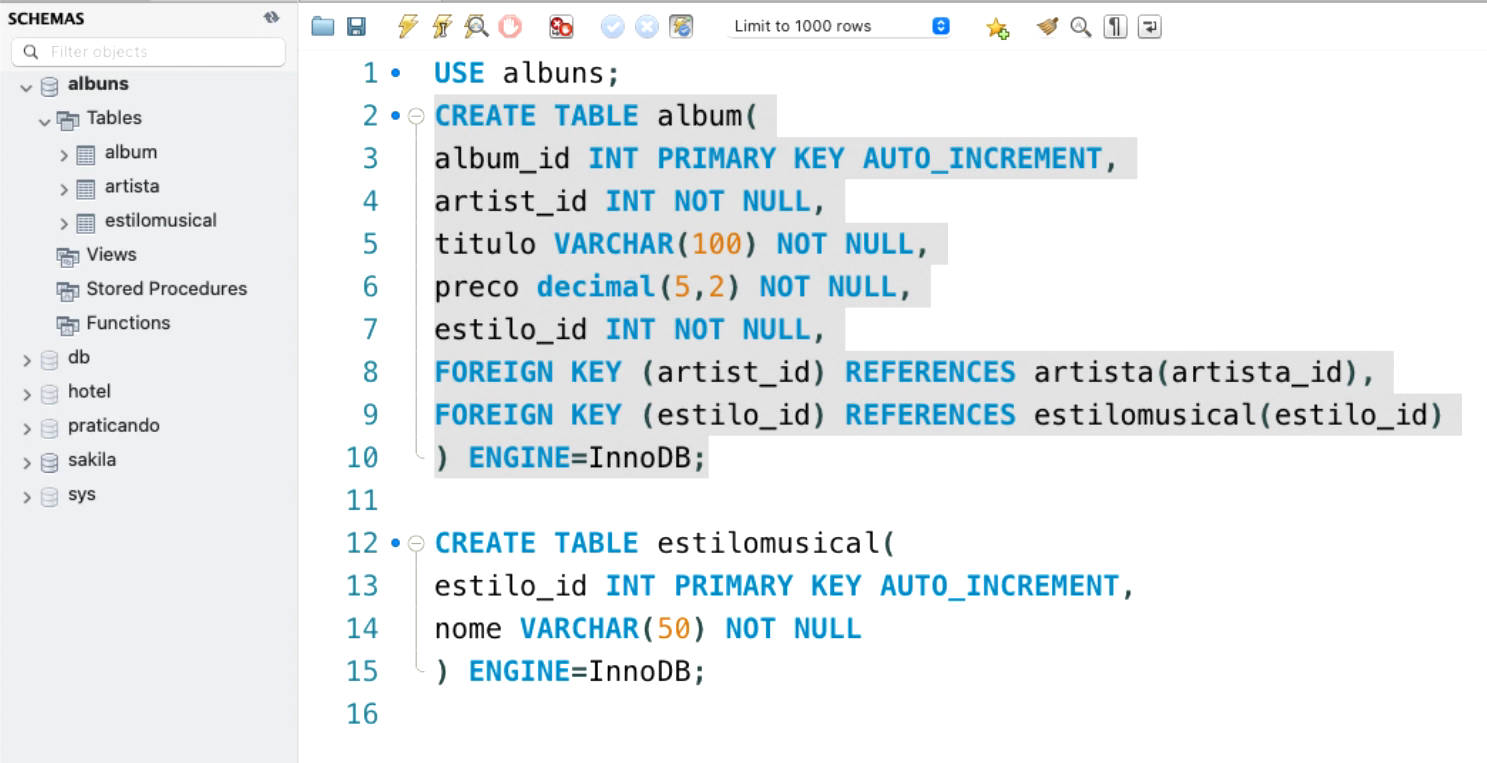 SCHEMAS
Filter objects
albuns
Tables
album
artista
estilomusical
Views
Stored Procedures
Functions
db
hotel
praticando
sakila
sys
Limit to 1000 rows
1 USE albuns;
2 CREATE TABLE album(
3 album_id INT PRIMARY KEY AUTO_INCREMENT,
4 artist_id INT NOT NULL,
5 titulo VARCHAR(100) NOT NULL,
6 preco decimal(5,2) NOT NULL,
7 estilo_id INT NOT NULL,
8 FOREIGN KEY (artist_id) REFERENCES artista(artista_id),
9 FOREIGN KEY (estilo_id) REFERENCES estilomusical(estilo_id)
10 ) ENGINE=InnoDB;
11
12 CREATE TABLE estilomusical(
13 estilo_id INT PRIMARY KEY AUTO_INCREMENT,
14 nome VARCHAR(50) NOT NULL
15 ) ENGINE=InnoDB;
16